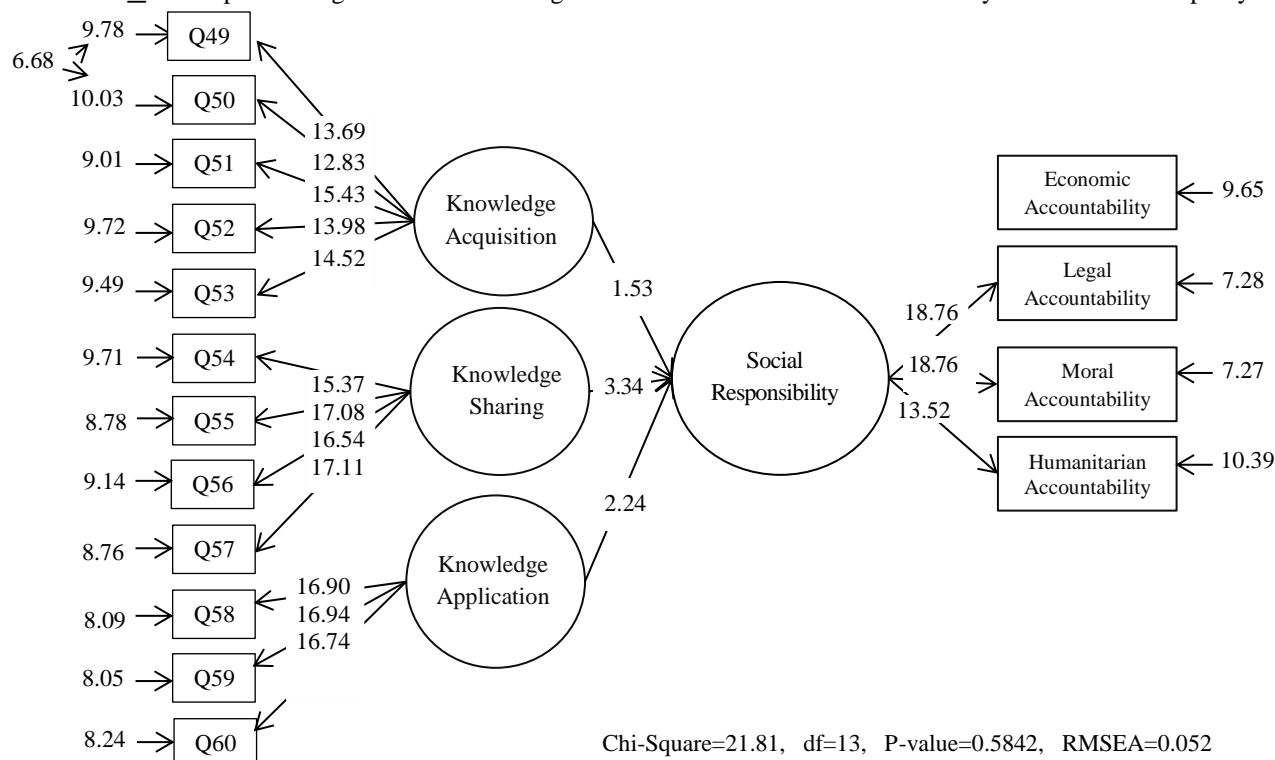 9.78
Q49
6.68
10.03
Q50
9.01
Q51
9.72
Q52
9.49
Q53
9.71
Q54
8.78
Q55
9.14
Q56
8.76
Q57
8.09
Q58
8.05
Q59
8.24
Q60
13.69
12.83
15.43
13.98
14.52
15.37
17.08
16.54
17.11
16.90
16.94
16.74
Knowledge
Acquisition
Knowledge
Sharing
Knowledge
Application
1.53
3.34
2.24
Social
Responsibility
18.76
18.76
13.52
Economic
Accountability
9.65
Legal
Accountability
7.28
Moral
Accountability
7.27
Humanitarian
Accountability
10.39
Chi-Square=21.81, df=13, P-value=0.5842, RMSEA=0.052